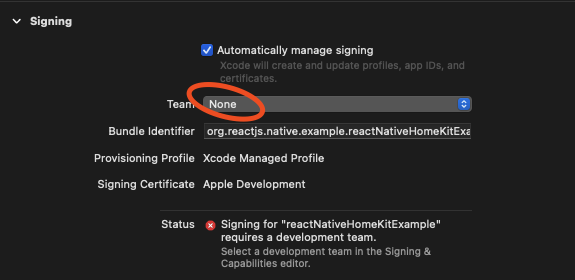 Signing
Automatically manage signing
Xcode will create and update profiles, app IDs, and
certificates.
Team None
Bundle Identifier org.reactjs.native.example.reactNativeHomeKitExa
Provisioning Profile Xcode Managed Profile
Signing Certificate Apple Development
Status Signing for "reactNativeHomeKitExample"
requires a development team.
Select a development team in the Signing &
Capabilities editor.